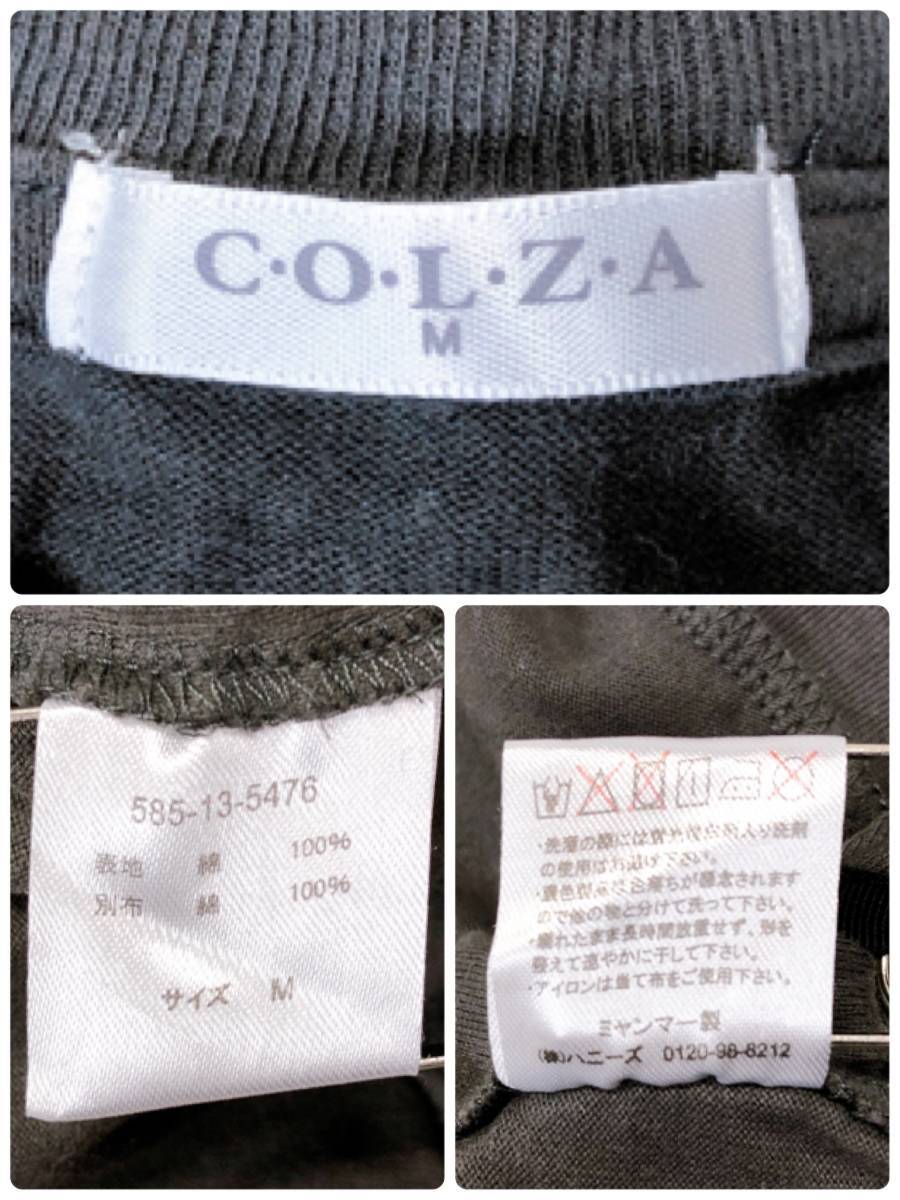 C·O·L·Z·A
M
585-13-5476
表地 綿 100%
別布 綿 100%
サイズ M
・洗濯の際には蛍光増白剤入り洗剤
の使用はお避け下さい。
・濃色製品は色落ちが懸念されます
ので他の物と分けて洗って下さい。
・濡れたまま長時間放置せず、形を
整えて速やかに干して下さい。
・アイロンは当て布をご使用下さい。
ミャンマー製
(株)ハニーズ 0120-98-8212